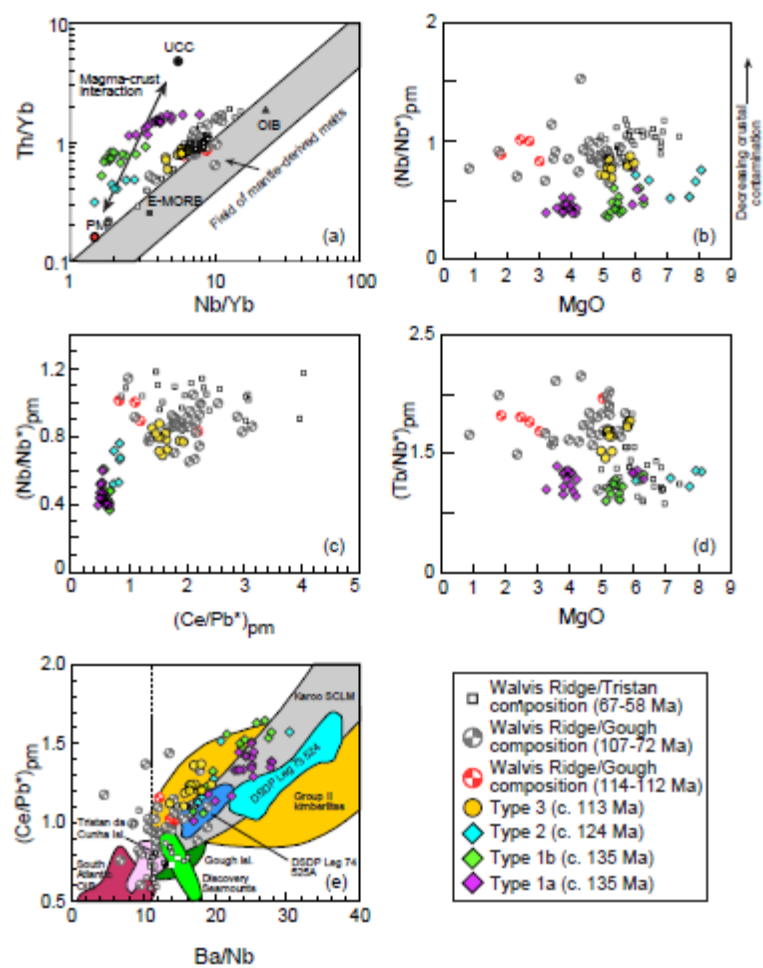 10
UCC
Magma-crust
interaction
Th/Yb
1
OIB
E-MORB
Field of mantle-derived melts
PM
(a)
0.1
1
10
100
Nb/Yb
2
(Nb/Nb*)pm
1
0
(b)
0 1 2 3 4 5 6 7 8 9
MgO
Decreasing crustal
contamination
1.2
(Nb/Nb*)pm
0.8
0.4
0
(c)
0 1 2 3 4 5
(Ce/Pb*)pm
2.5
(Tb/Nb*)pm
1.5
1
(d)
0 1 2 3 4 5 6 7 8 9
MgO
2.0
Karoo SCLM
(Ce/Pb*)pm
1.5
DSDP Leg 75 524
Group II
kimberlites
1.0
Tristan da
Cunha Isl.
South
Atlantic
OIB
Gough Isl.
DSDP Leg 74
525A
Discovery
Seamounts
(e)
0.5
0 10 20 30 40
Ba/Nb
Walvis Ridge/Tristan
composition (67-58 Ma)
Walvis Ridge/Gough
composition (107-72 Ma)
Walvis Ridge/Gough
composition (114-112 Ma)
Type 3 (c. 113 Ma)
Type 2 (c. 124 Ma)
Type 1b (c. 135 Ma)
Type 1a (c. 135 Ma)